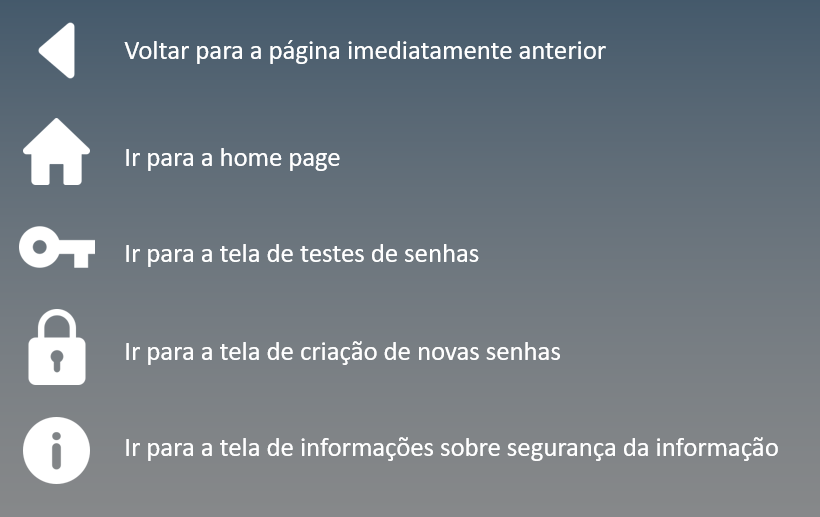 Voltar para a página imediatamente anterior
Ir para a home page
Ir para a tela de testes de senhas
Ir para a tela de criação de novas senhas
Ir para a tela de informações sobre segurança da informação